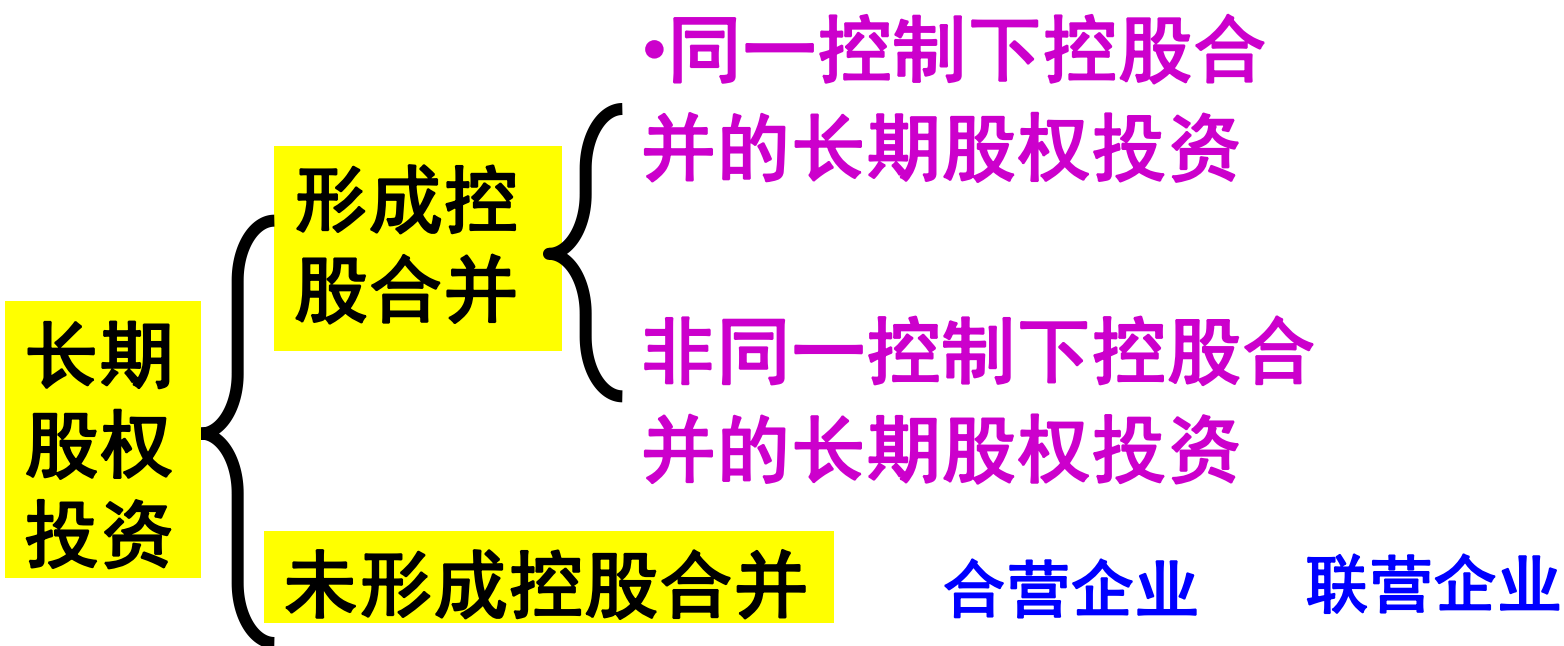 •同一控制下控股合
并的长期股权投资
形成控
股合并
非同一控制下控股合
并的长期股权投资
长期
股权
投资
未形成控股合并
合营企业
联营企业